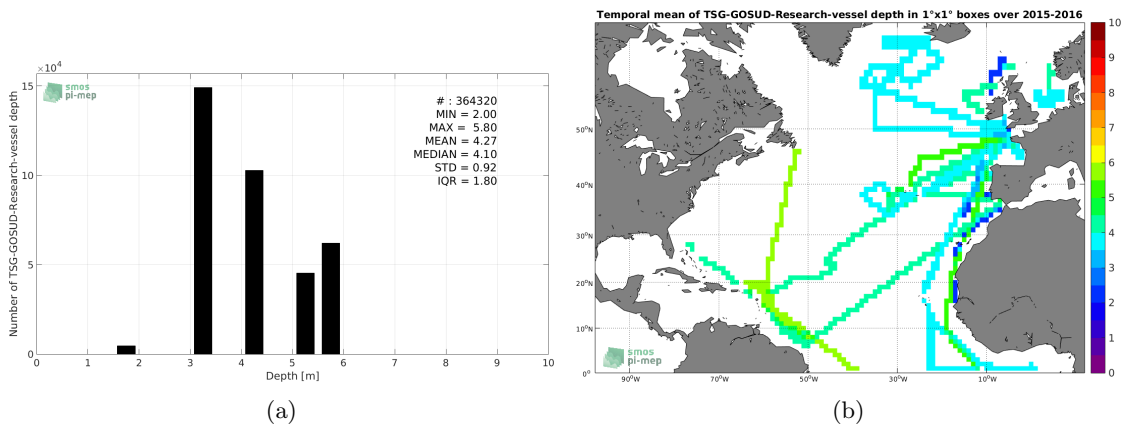 ×10⁴
smos
pi-mep
# : 364320
MIN = 2.00
MAX = 5.80
MEAN = 4.27
MEDIAN = 4.10
STD = 0.92
IQR = 1.80
15
10
5
0
0 1 2 3 4 5 6 7 8 9 10
Number of TSG-GOSUD-Research-vessel depth
Depth [m]
(a)
Temporal mean of TSG-GOSUD-Research-vessel depth in 1°x1° boxes over 2015-2016
50°N
40°N
30°N
20°N
10°N
0°
90°W 70°W 50°W 30°W 10°W
smos
pi-mep
10
9
8
7
6
5
4
3
2
1
0
(b)